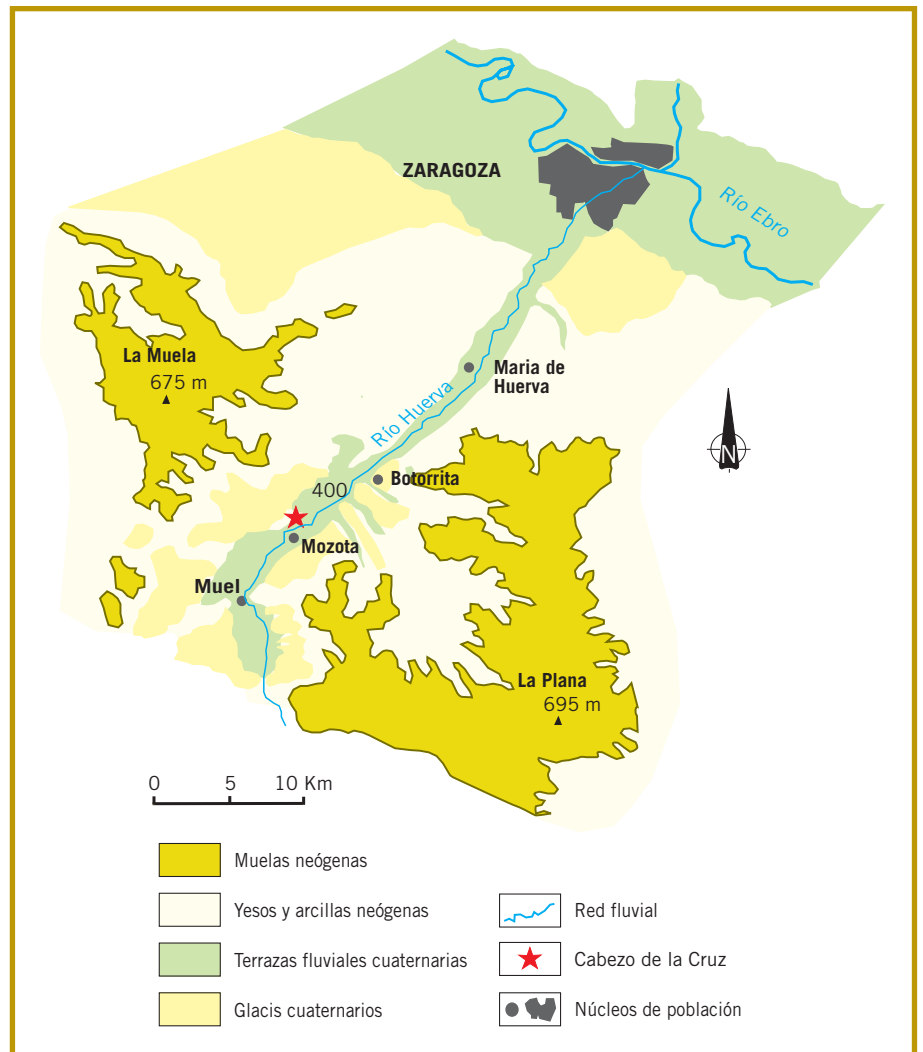 ZARAGOZA
Río Ebro
La Muela
675 m
Maria de
Huerva
Río Huerva
N
Botorrita
400
Mozota
Muel
La Plana
695 m
0 5 10 Km
Muelas neógenas
Yesos y arcillas neógenas
Red fluvial
Terrazas fluviales cuaternarias
Cabezo de la Cruz
Glacis cuaternarios
Núcleos de población